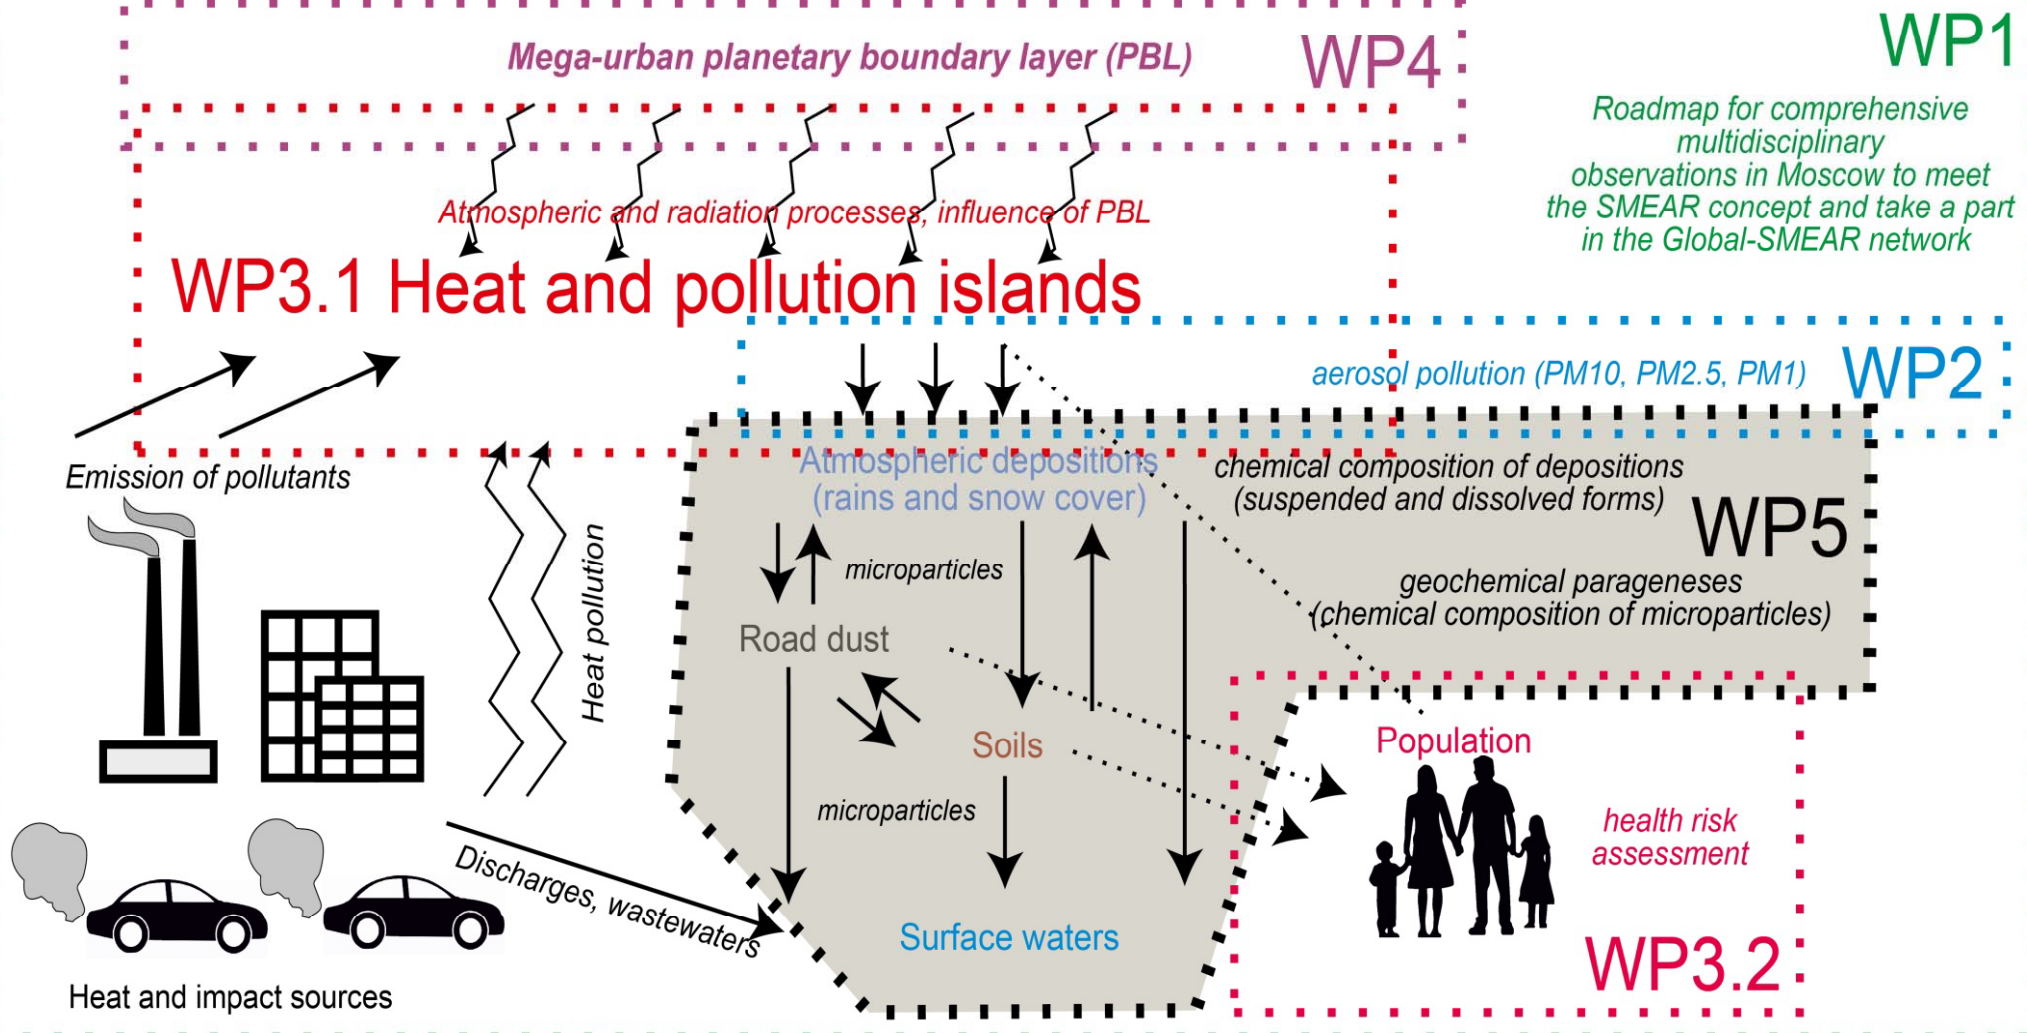 Mega-urban planetary boundary layer (PBL)
WP4
WP1
Roadmap for comprehensive
multidisciplinary
observations in Moscow to meet
the SMEAR concept and take a part
in the Global-SMEAR network
Atmospheric and radiation processes, influence of PBL
WP3.1 Heat and pollution islands
aerosol pollution (PM10, PM2.5, PM1)
WP2
Emission of pollutants
Atmospheric depositions
(rains and snow cover)
chemical composition of depositions
(suspended and dissolved forms)
WP5
geochemical parageneses
(chemical composition of microparticles)
Heat pollution
microparticles
Road dust
Soils
microparticles
Population
health risk
assessment
Discharges, wastewaters
Surface waters
WP3.2
Heat and impact sources